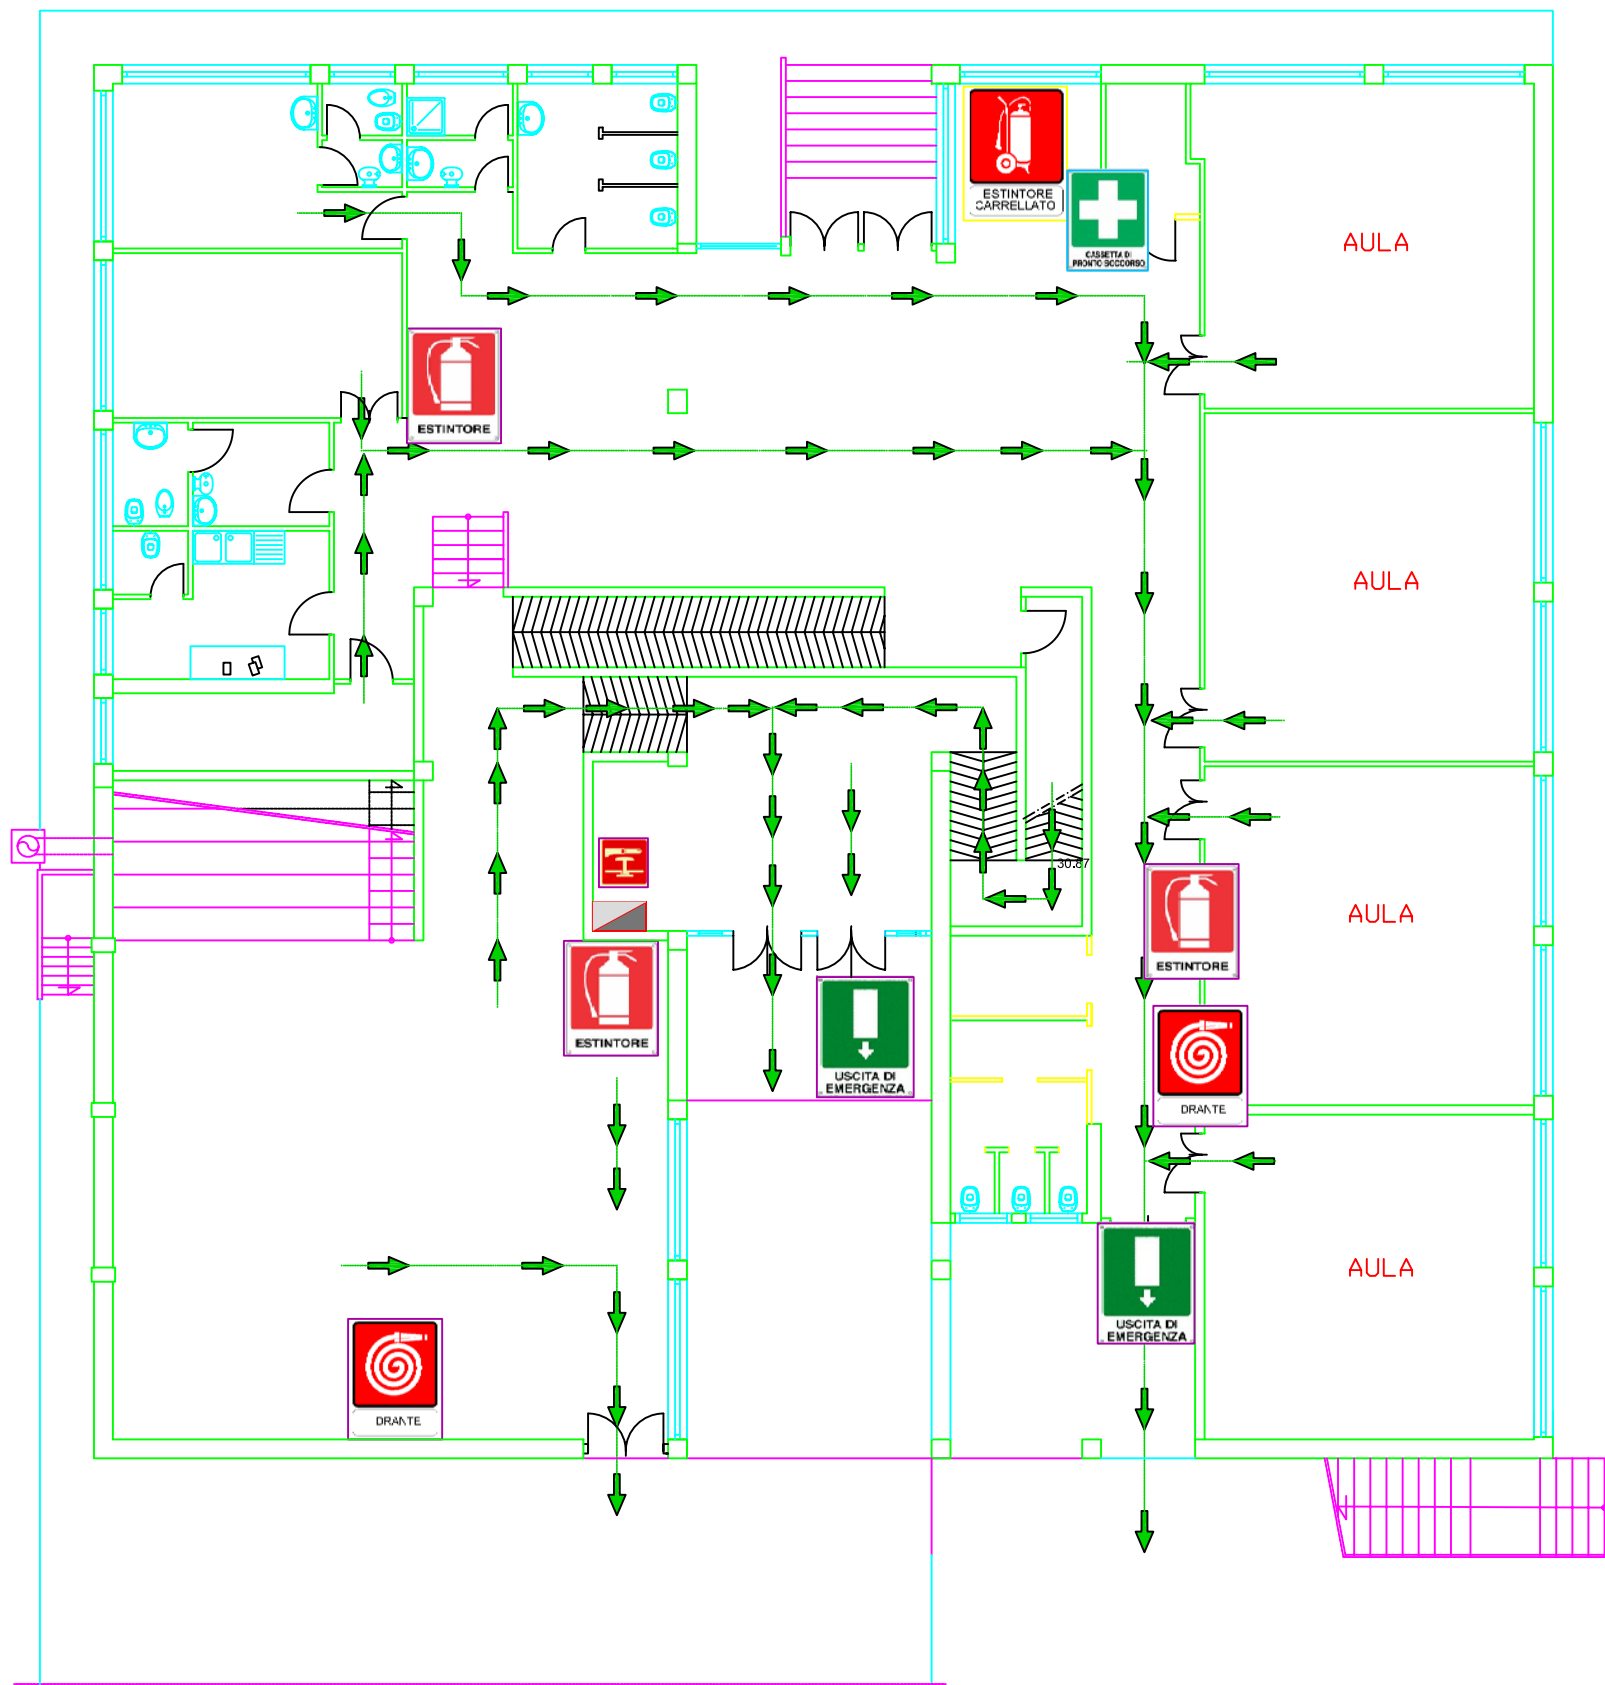 ESTINTORE
CARRELLATO
CASSETTA DI
PRONTO SOCCORSO
AULA
ESTINTORE
AULA
30.87
ESTINTORE
AULA
ESTINTORE
USCITA DI
EMERGENZA
DRANTE
USCITA DI
EMERGENZA
AULA
DRANTE